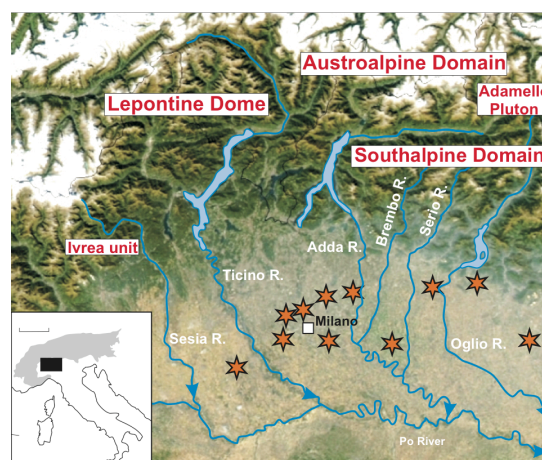 Austroalpine Domain
Lepontine Dome
Adamello
Pluton
Southalpine Domain
Brembo R.
Serio R.
Ivrea unit
Adda R.
Ticino R.
Milano
Sesia R.
Oglio R.
Po River